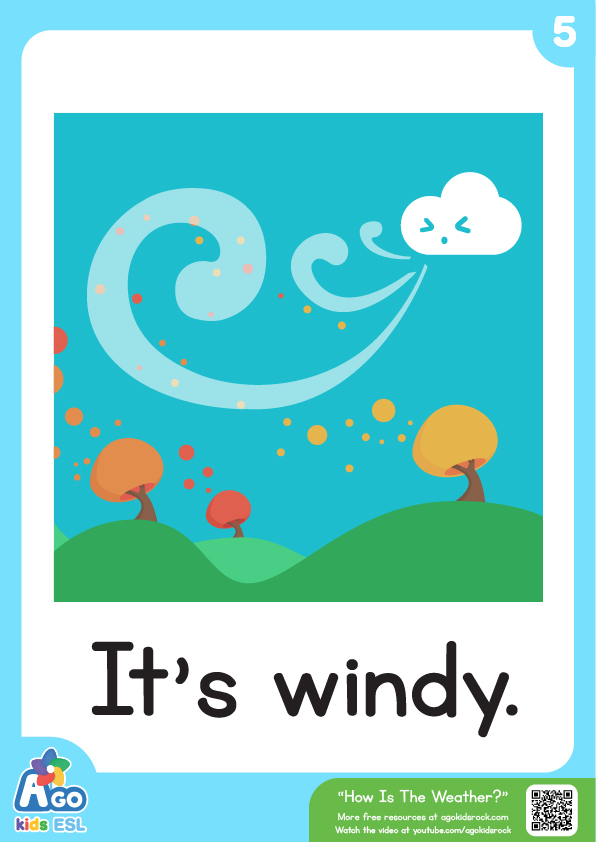 5
It's windy.
AGO
kids ESL
"How Is The Weather?"
More free resources at agokidsrock.com
Watch the video at youtube.com/agokidsrock